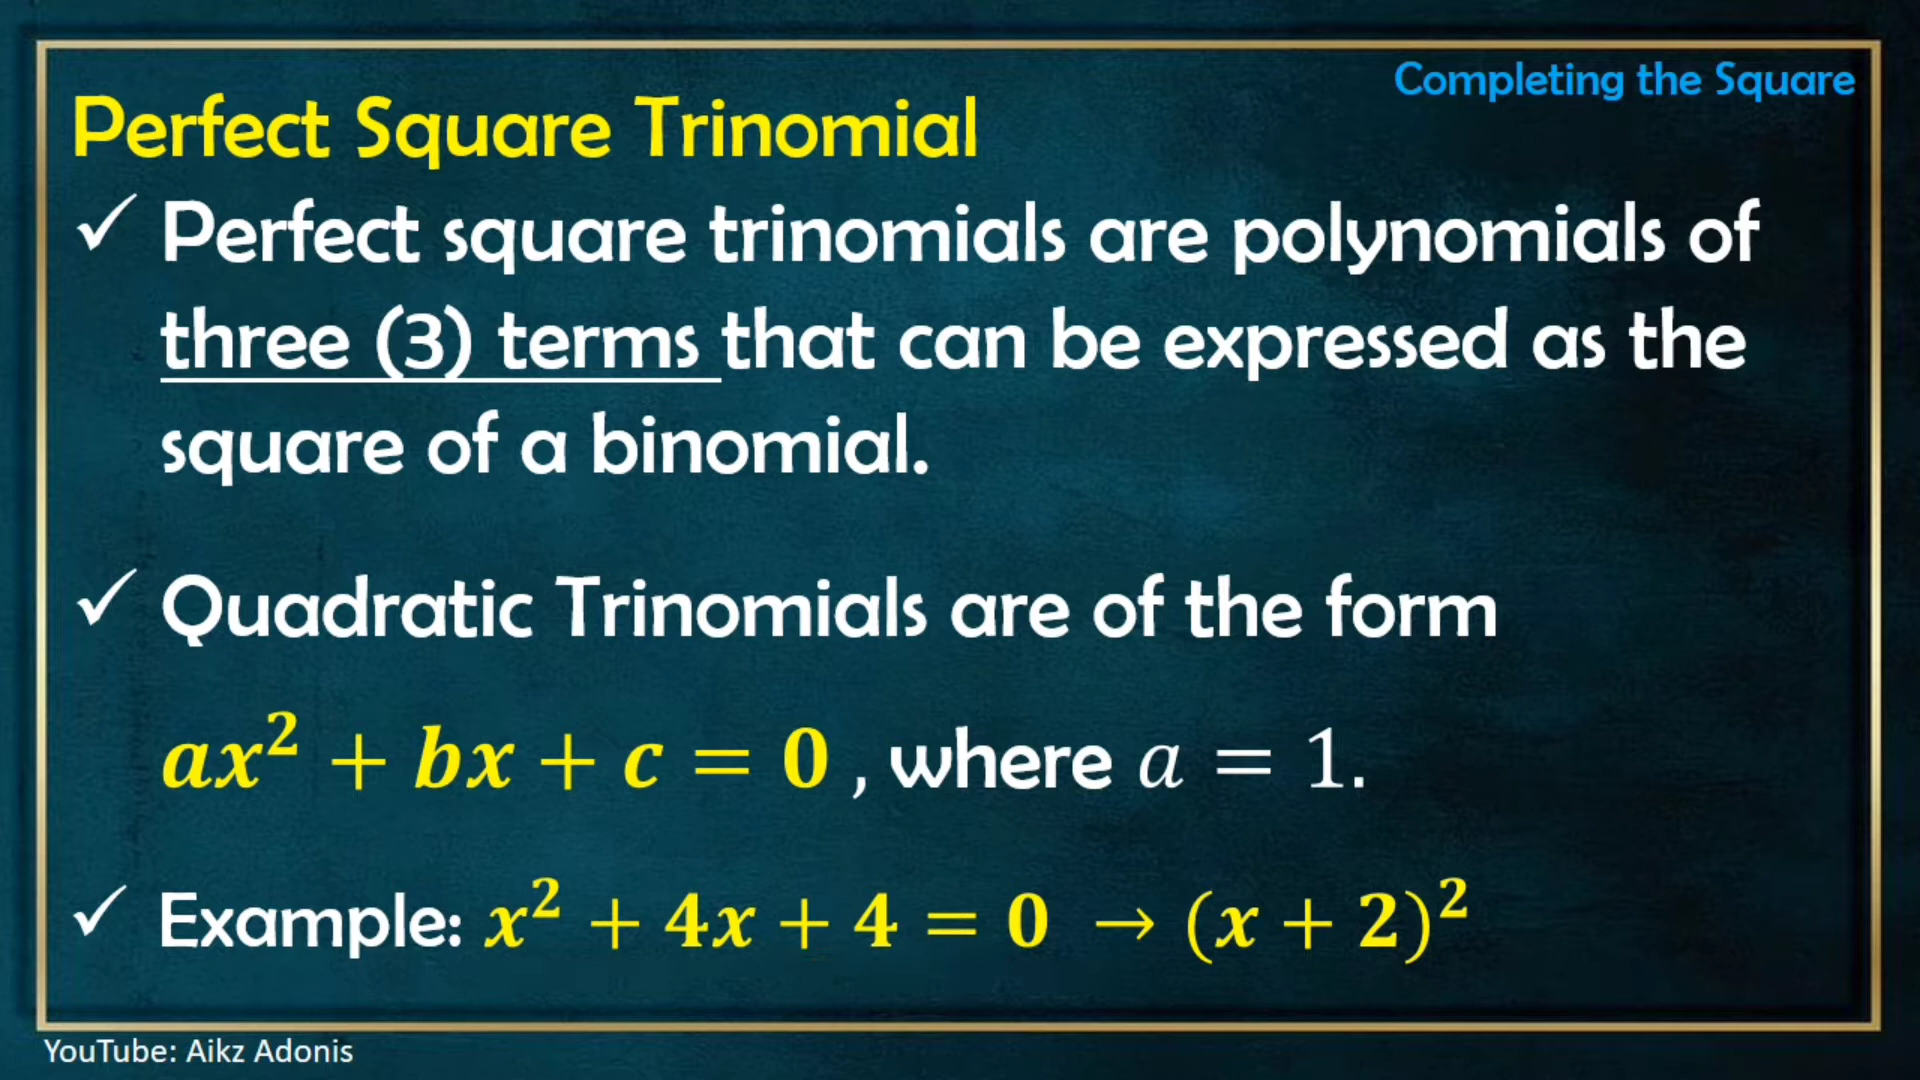 Completing the Square
Perfect Square Trinomial
✓ Perfect square trinomials are polynomials of
three (3) terms that can be expressed as the
square of a binomial.
✓ Quadratic Trinomials are of the form
ax² + bx + c = 0 , where a = 1.
✓ Example: x² + 4x + 4 = 0 → (x + 2)²
YouTube: Aikz Adonis